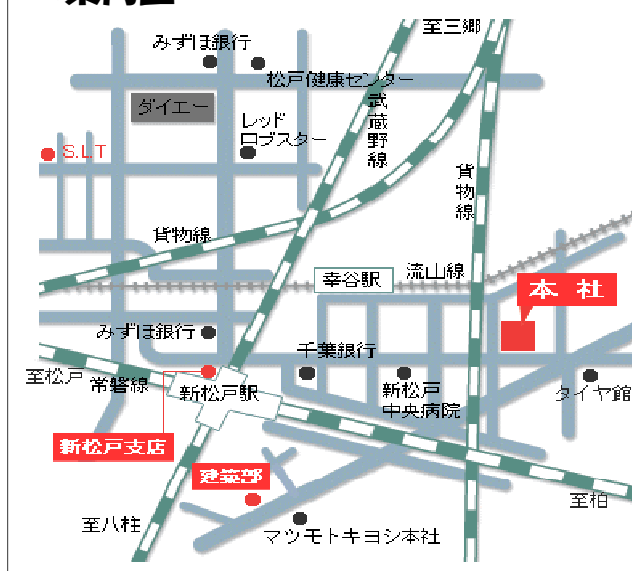 至三郷
みずほ銀行
松戸健康センター
ダイエー
レッド
ロブスター
武蔵野線
S.L.T
貨物線
貨物線
流山線
幸谷駅
本社
みずほ銀行
千葉銀行
至松戸
常磐線
新松戸駅
新松戸
中央病院
タイヤ館
新松戸支店
建築部
至柏
至八柱
マツモトキヨシ本社